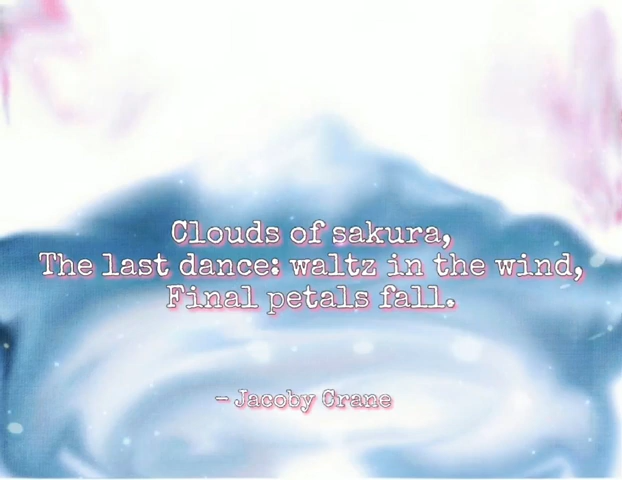 Clouds of sakura,
The last dance: waltz in the wind,
Final petals fall.
- Jacoby Crane